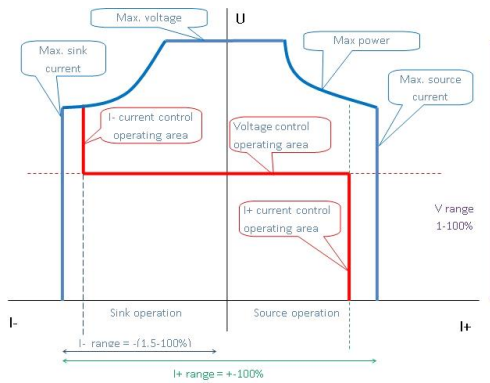 Max. voltage
U
Max. sink
current
Max power
Max. source
current
I- current control
operating area
Voltage control
operating area
I+ current control
operating area
V range
1-100%
Sink operation
Source operation
I-
I+
I- range = -(1.5-100%)
I+ range = +-100%